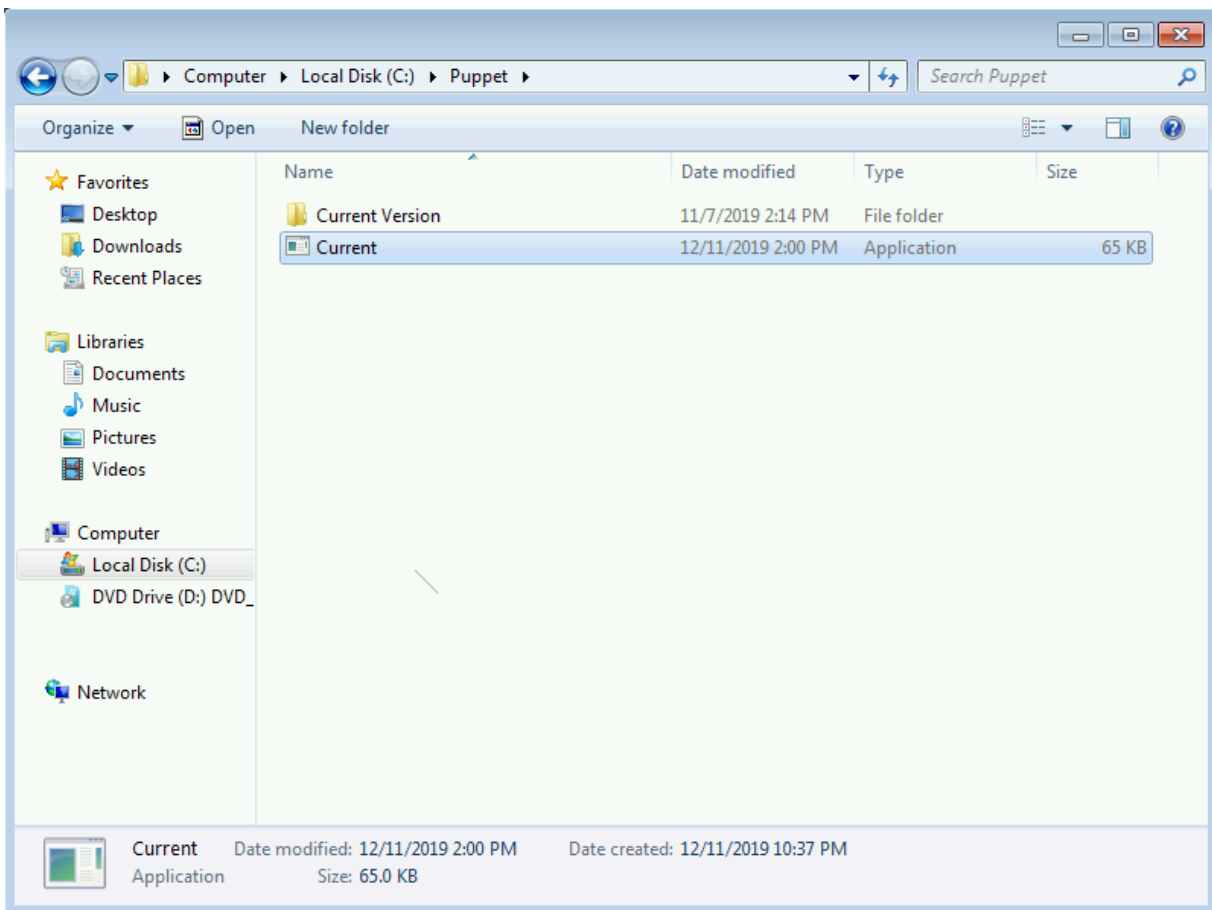 Computer Local Disk (C:) Puppet Search Puppet
Organize Open New folder
Name Date modified Type Size
Favorites
Desktop
Downloads
Recent Places
Libraries
Documents
Music
Pictures
Videos
Computer
Local Disk (C:)
DVD Drive (D:) DVD_
Network
Current Version 11/7/2019 2:14 PM File folder
Current 12/11/2019 2:00 PM Application 65 KB
Current Date modified: 12/11/2019 2:00 PM Date created: 12/11/2019 10:37 PM
Application Size: 65.0 KB